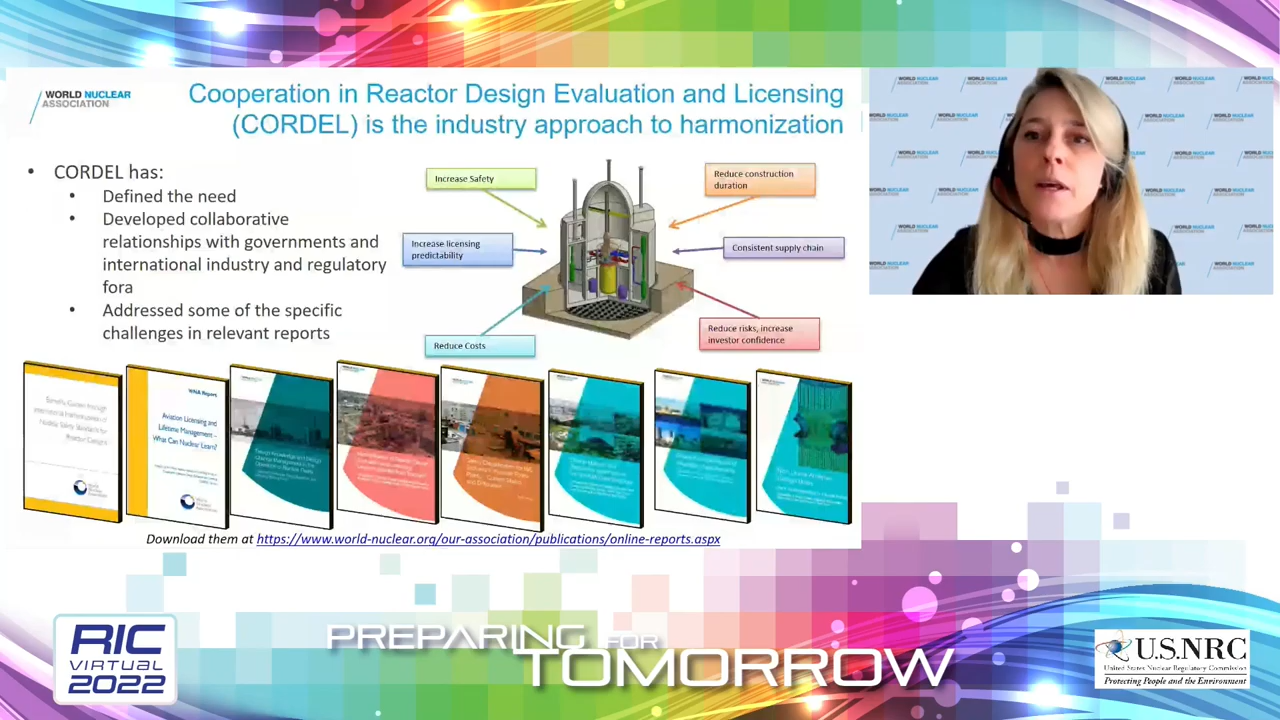 WORLD NUCLEAR
ASSOCIATION
Cooperation in Reactor Design Evaluation and Licensing
(CORDEL) is the industry approach to harmonization
• CORDEL has:
• Defined the need
• Developed collaborative
relationships with governments and
international industry and regulatory
fora
• Addressed some of the specific
challenges in relevant reports
Increase Safety
Increase licensing
predictability
Reduce Costs
Reduce construction
duration
Consistent supply chain
Reduce risks, increase
investor confidence
WNA Report
Aviation Licensing and
Lifetime Management –
What Can Nuclear Learn?
Download them at https://www.world-nuclear.org/our-association/publications/online-reports.aspx
WORLD NUCLEAR
ASSOCIATION
RIC
VIRTUAL
2022
PREPARING FOR
TOMORROW
U.S.NRC
United States Nuclear Regulatory Commission
Protecting People and the Environment